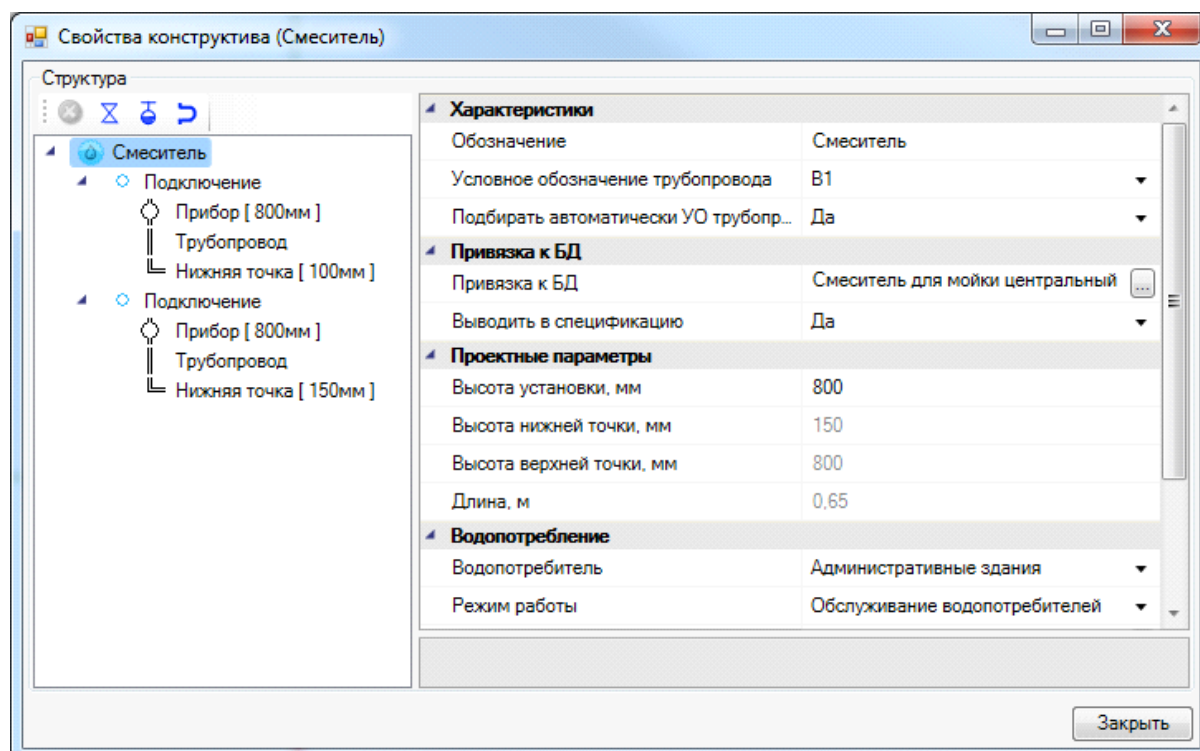 Свойства конструктива (Смеситель)
Структура
Смеситель
Подключение
Прибор [ 800мм ]
Трубопровод
Нижняя точка [ 100мм ]
Подключение
Прибор [ 800мм ]
Трубопровод
Нижняя точка [ 150мм ]
Характеристики
Обозначение Смеситель
Условное обозначение трубопровода В1
Подбирать автоматически УО трубопр... Да
Привязка к БД
Привязка к БД Смеситель для мойки центральный ...
Выводить в спецификацию Да
Проектные параметры
Высота установки, мм 800
Высота нижней точки, мм 150
Высота верхней точки, мм 800
Длина, м 0,65
Водопотребление
Водопотребитель Административные здания
Режим работы Обслуживание водопотребителей
Закрыть